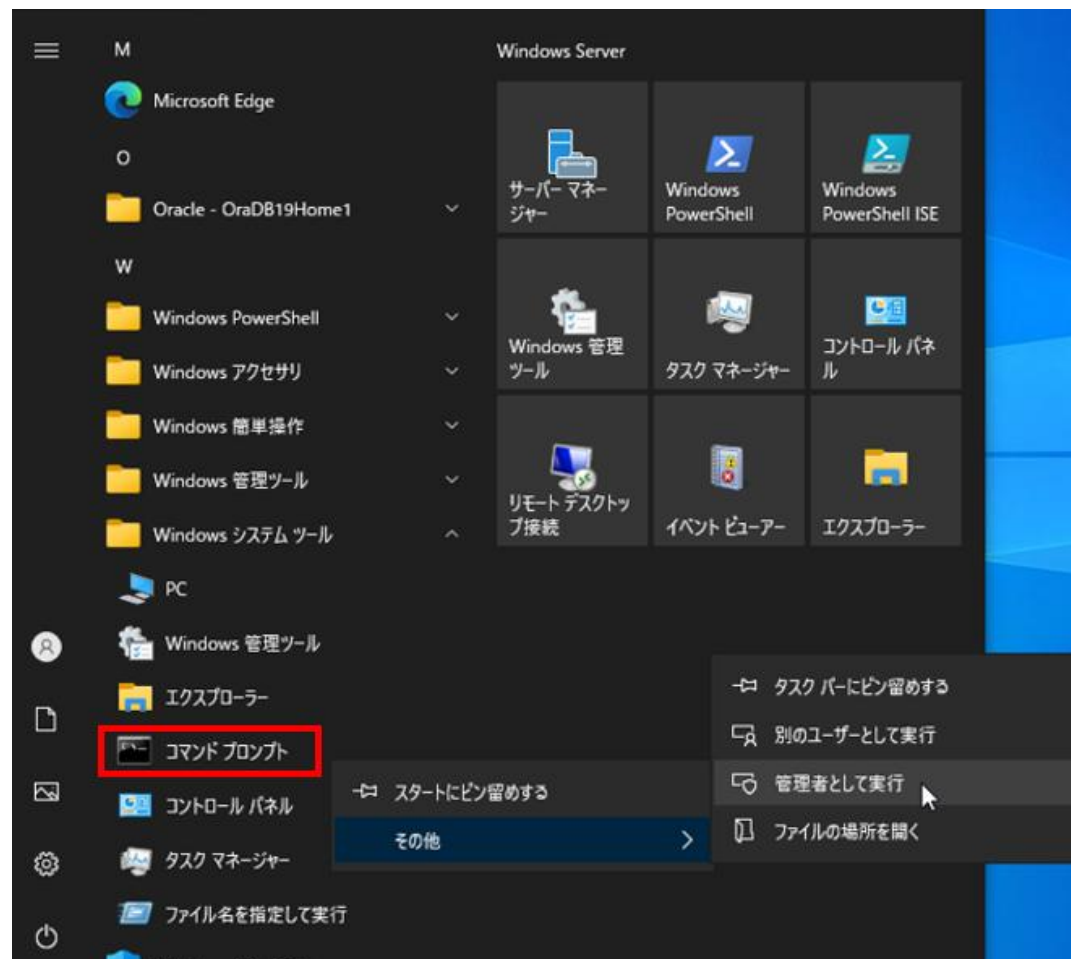 M
Microsoft Edge
O
Oracle - OraDB19Home1
W
Windows PowerShell
Windows アクセサリ
Windows 簡単操作
Windows 管理ツール
Windows システム ツール
PC
Windows 管理ツール
エクスプローラー
コマンド プロンプト
コントロール パネル
タスク マネージャー
ファイル名を指定して実行
Windows Server
サーバー マネー
ジャー
Windows
PowerShell
Windows
PowerShell ISE
Windows 管理
ツール
タスク マネージャー
コントロール パネ
ル
リモート デスクトッ
プ接続
イベント ビューアー
エクスプローラー
スタートにピン留めする
その他
タスク バーにピン留めする
別のユーザーとして実行
管理者として実行
ファイルの場所を開く